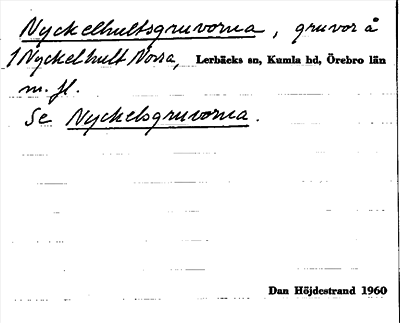 Nyckelhultsgruvorna, gruvor å
1 Nyckelhult Norra, Lerbäcks sn, Kumla hd, Örebro län
m. fl.
Se Nyckelsgruvorna.
Dan Höjdestrand 1960